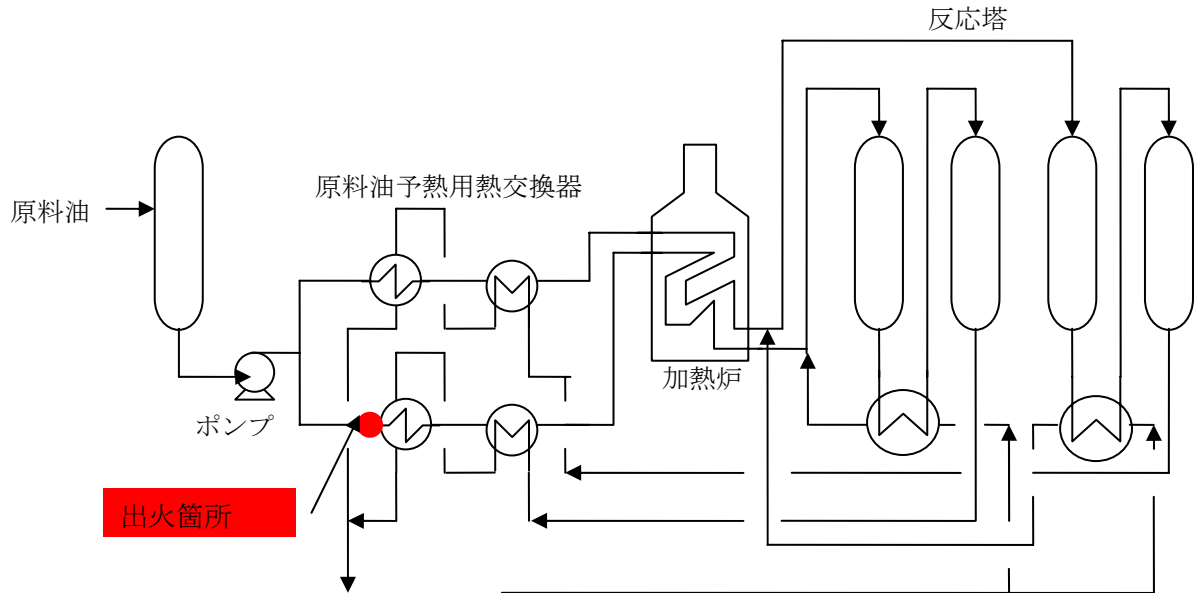 反応塔
原料油予熱用熱交換器
原料油
加熱炉
ポンプ
出火箇所